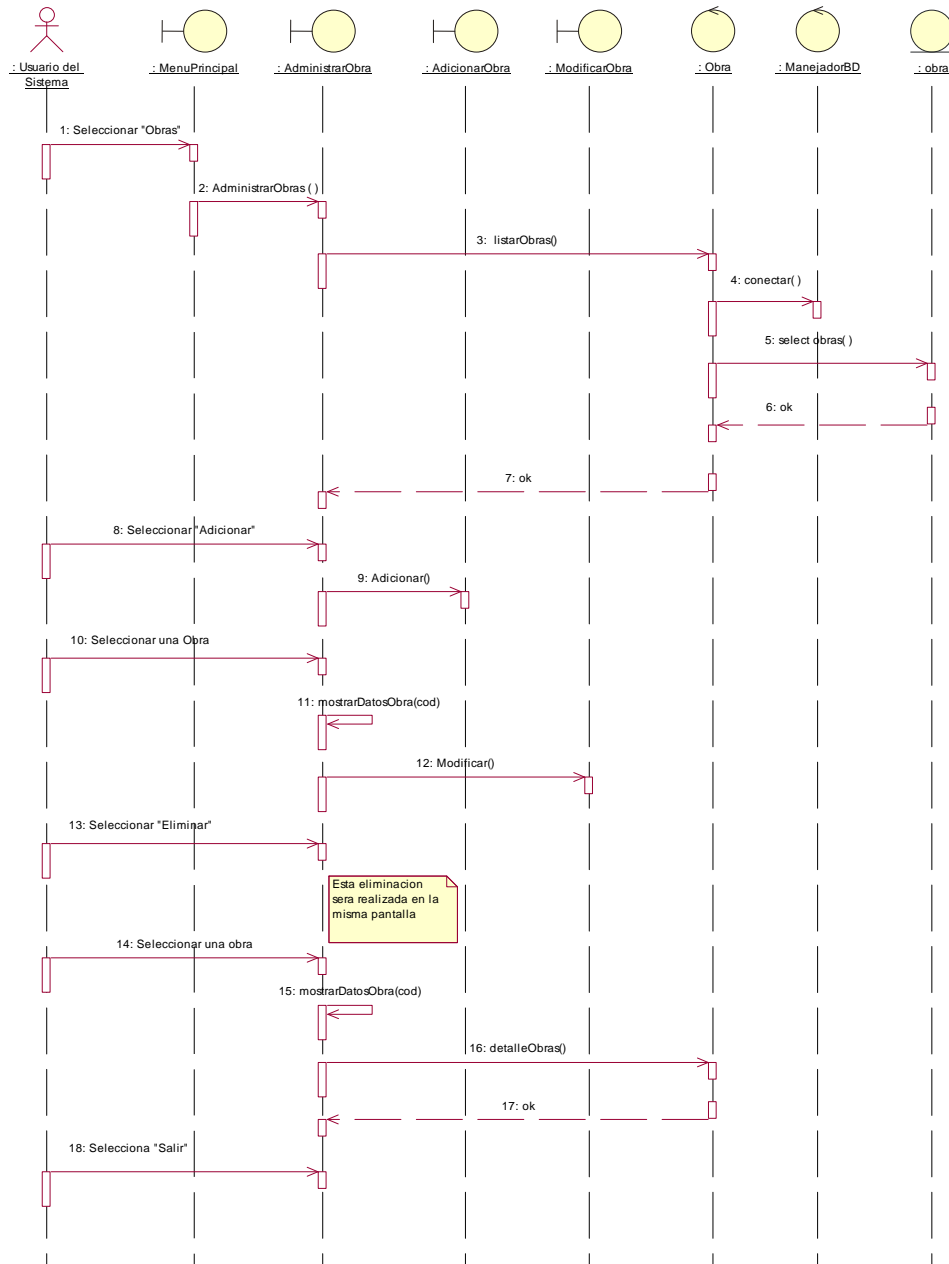 : Usuario del
Sistema
: MenuPrincipal
: AdministrarObra
: AdicionarObra
: ModificarObra
: Obra
: ManejadorBD
: obra
1: Seleccionar "Obras"
2: AdministrarObras ( )
3: listarObras()
4: conectar( )
5: select obras( )
6: ok
7: ok
8: Seleccionar "Adicionar"
9: Adicionar()
10: Seleccionar una Obra
11: mostrarDatosObra(cod)
12: Modificar()
13: Seleccionar "Eliminar"
Esta eliminacion
sera realizada en la
misma pantalla
14: Seleccionar una obra
15: mostrarDatosObra(cod)
16: detalleObras()
17: ok
18: Selecciona "Salir"